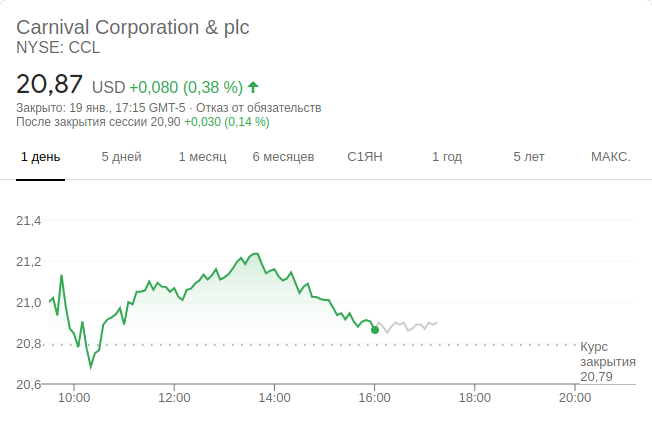 Carnival Corporation & plc
NYSE: CCL
20,87 USD +0,080 (0,38 %)
Закрыто: 19 янв., 17:15 GMT-5 · Отказ от обязательств
После закрытия сессии 20,90 +0,030 (0,14 %)
1 день 5 дней 1 месяц 6 месяцев С1ЯН 1 год 5 лет МАКС.
21,4
21,2
21,0
20,8
20,6
Курс
закрытия
20,79
10:00 12:00 14:00 16:00 18:00 20:00